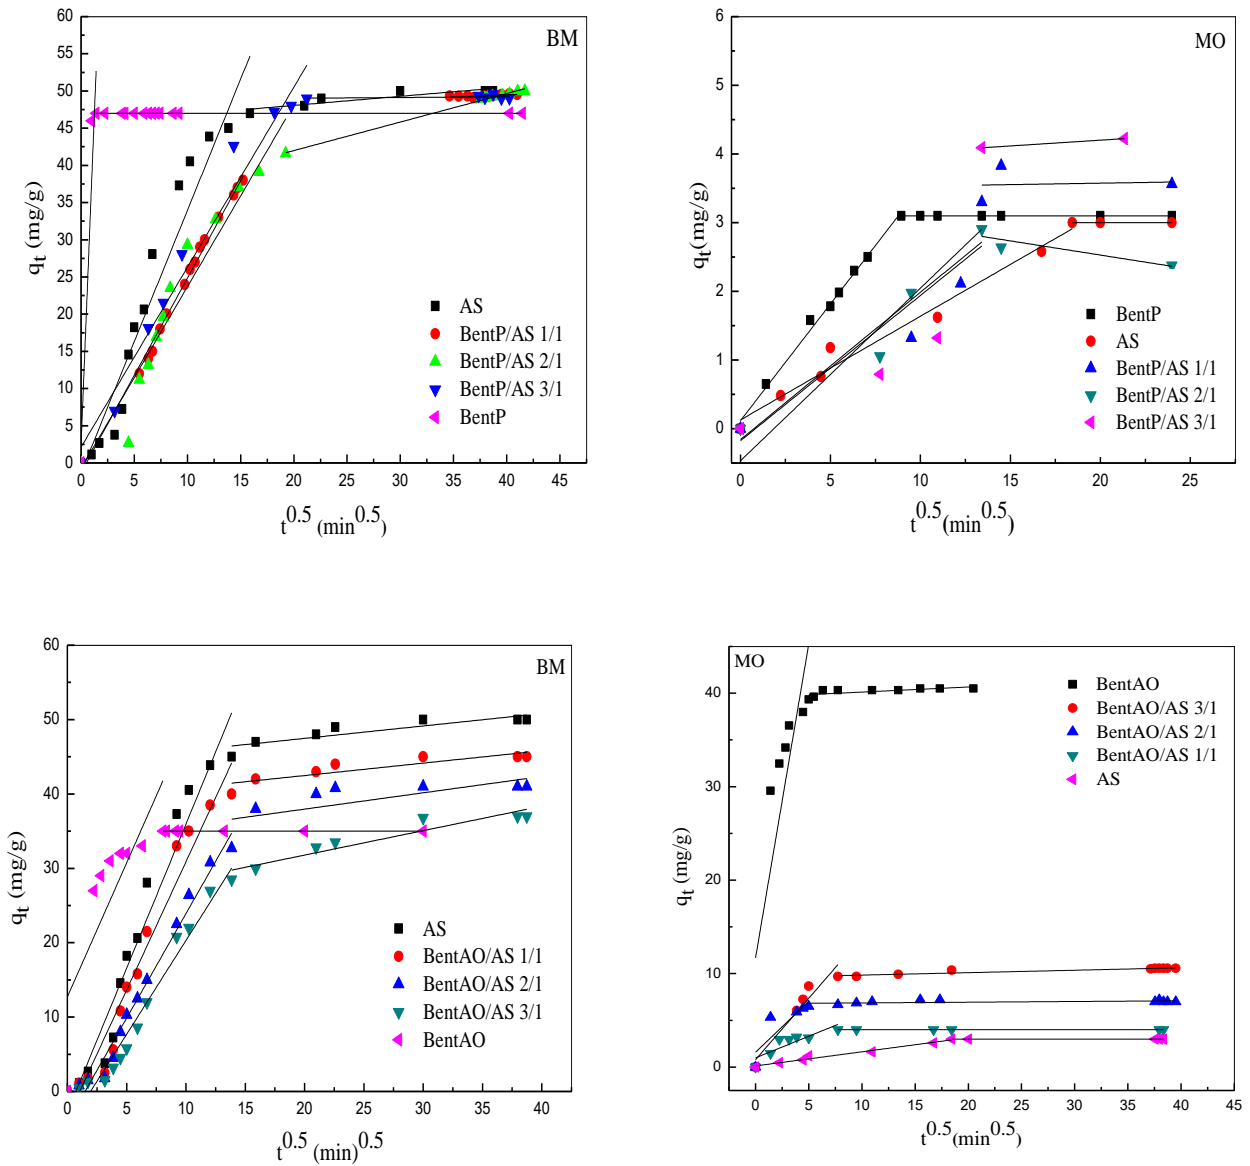 BM
60
55
50
45
40
35
30
25
20
15
10
5
0
qt (mg/g)
AS
BentP/AS 1/1
BentP/AS 2/1
BentP/AS 3/1
BentP
0 5 10 15 20 25 30 35 40 45
t0.5 (min0.5)
MO
6
5
4
3
2
1
0
qt(mg/g)
BentP
AS
BentP/AS 1/1
BentP/AS 2/1
BentP/AS 3/1
0 5 10 15 20 25
t0.5(min0.5)
BM
60
50
40
30
20
10
0
qt (mg/g)
AS
BentAO/AS 1/1
BentAO/AS 2/1
BentAO/AS 3/1
BentAO
0 5 10 15 20 25 30 35 40
t0.5 (min)0.5
MO
40
30
20
10
0
qt (mg/g)
BentAO
BentAO/AS 3/1
BentAO/AS 2/1
BentAO/AS 1/1
AS
0 5 10 15 20 25 30 35 40 45
t0.5(min0.5)